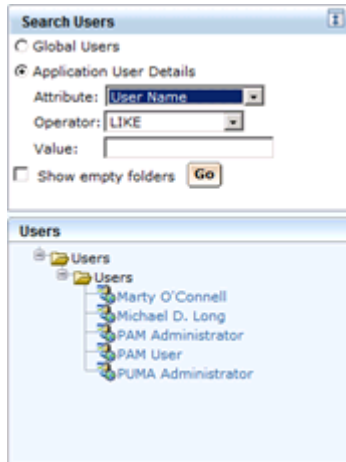 Search Users
Global Users
Application User Details
Attribute: User Name
Operator: LIKE
Value:
Show empty folders Go
Users
Users
Users
Marty O'Connell
Michael D. Long
PAM Administrator
PAM User
PUMA Administrator